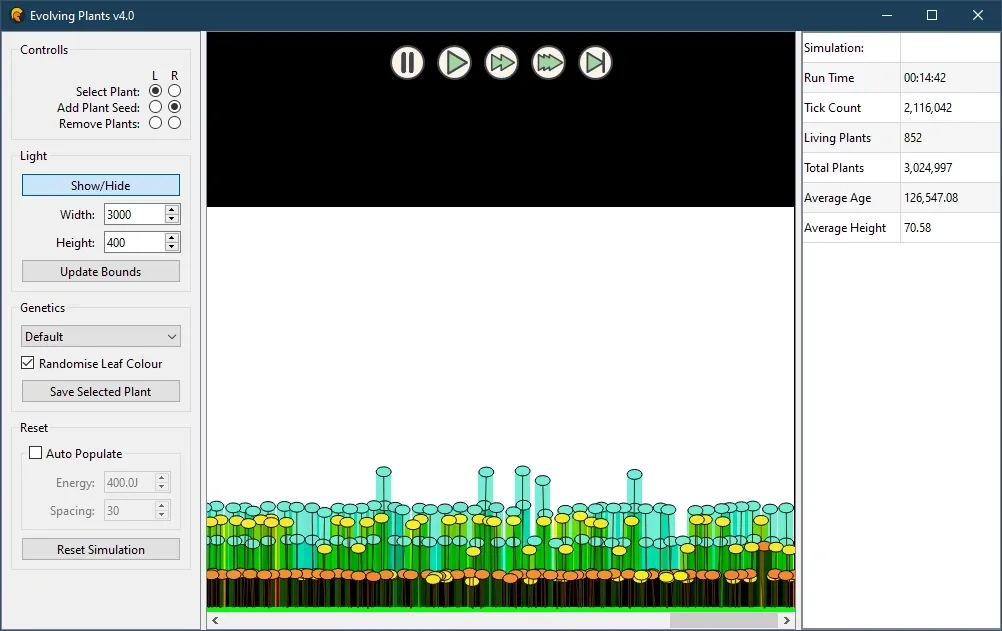 Evolving Plants v4.0
Controlls
L R
Select Plant:
Add Plant Seed:
Remove Plants:
Light
Show/Hide
Width: 3000
Height: 400
Update Bounds
Genetics
Default
Randomise Leaf Colour
Save Selected Plant
Reset
Auto Populate
Energy: 400.0J
Spacing: 30
Reset Simulation
Simulation:
Run Time 00:14:42
Tick Count 2,116,042
Living Plants 852
Total Plants 3,024,997
Average Age 126,547.08
Average Height 70.58